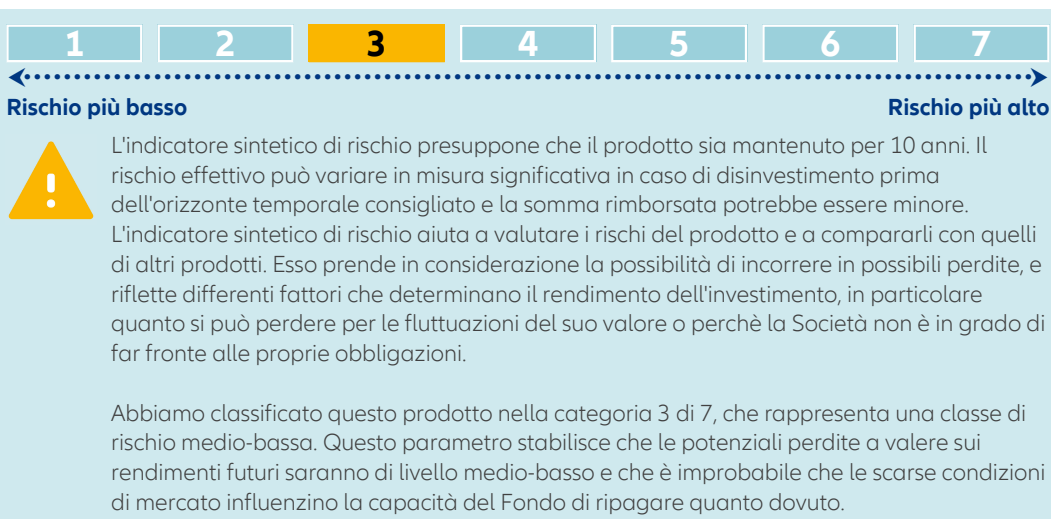 1 2 3 4 5 6 7
Rischio più basso Rischio più alto
L'indicatore sintetico di rischio presuppone che il prodotto sia mantenuto per 10 anni. Il
rischio effettivo può variare in misura significativa in caso di disinvestimento prima
dell'orizzonte temporale consigliato e la somma rimborsata potrebbe essere minore.
L'indicatore sintetico di rischio aiuta a valutare i rischi del prodotto e a compararli con quelli
di altri prodotti. Esso prende in considerazione la possibilità di incorrere in possibili perdite, e
riflette differenti fattori che determinano il rendimento dell'investimento, in particolare
quanto si può perdere per le fluttuazioni del suo valore o perchè la Società non è in grado di
far fronte alle proprie obbligazioni.
Abbiamo classificato questo prodotto nella categoria 3 di 7, che rappresenta una classe di
rischio medio-bassa. Questo parametro stabilisce che le potenziali perdite a valere sui
rendimenti futuri saranno di livello medio-basso e che è improbabile che le scarse condizioni
di mercato influenzino la capacità del Fondo di ripagare quanto dovuto.